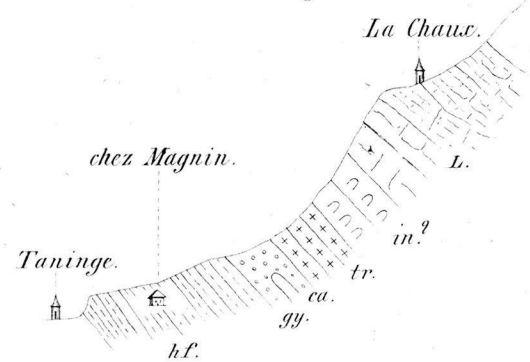 La Chaux.
chez Magnin.
L.
in.q
Taninge.
tr.
ca.
gy.
hf.